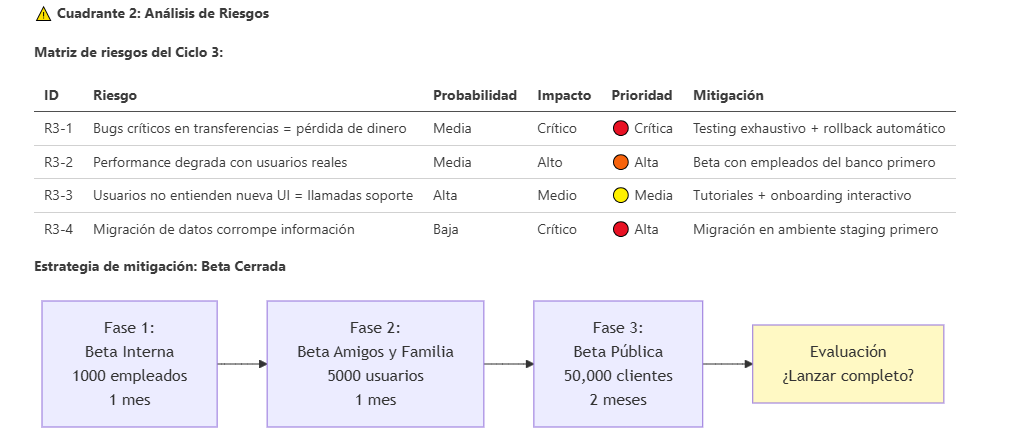 ⚠ Cuadrante 2: Análisis de Riesgos
Matriz de riesgos del Ciclo 3:
ID Riesgo Probabilidad Impacto Prioridad Mitigación
R3-1 Bugs críticos en transferencias = pérdida de dinero Media Crítico 🔴 Crítica Testing exhaustivo + rollback automático
R3-2 Performance degrada con usuarios reales Media Alto 🟠 Alta Beta con empleados del banco primero
R3-3 Usuarios no entienden nueva UI = llamadas soporte Alta Medio 🟡 Media Tutoriales + onboarding interactivo
R3-4 Migración de datos corrompe información Baja Crítico 🔴 Alta Migración en ambiente staging primero
Estrategia de mitigación: Beta Cerrada
Fase 1:
Beta Interna
1000 empleados
1 mes
Fase 2:
Beta Amigos y Familia
5000 usuarios
1 mes
Fase 3:
Beta Pública
50,000 clientes
2 meses
Evaluación
¿Lanzar completo?